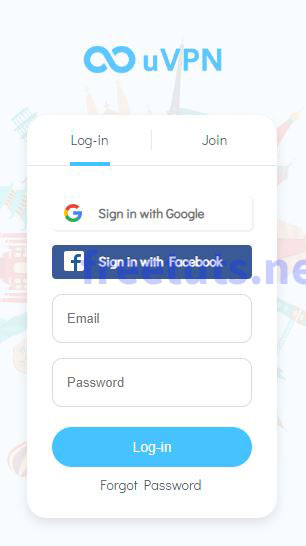 uVPN
Log-in
Join
Sign in with Google
Sign in with Facebook
freetuts.ne
Email
Password
Log-in
Forgot Password